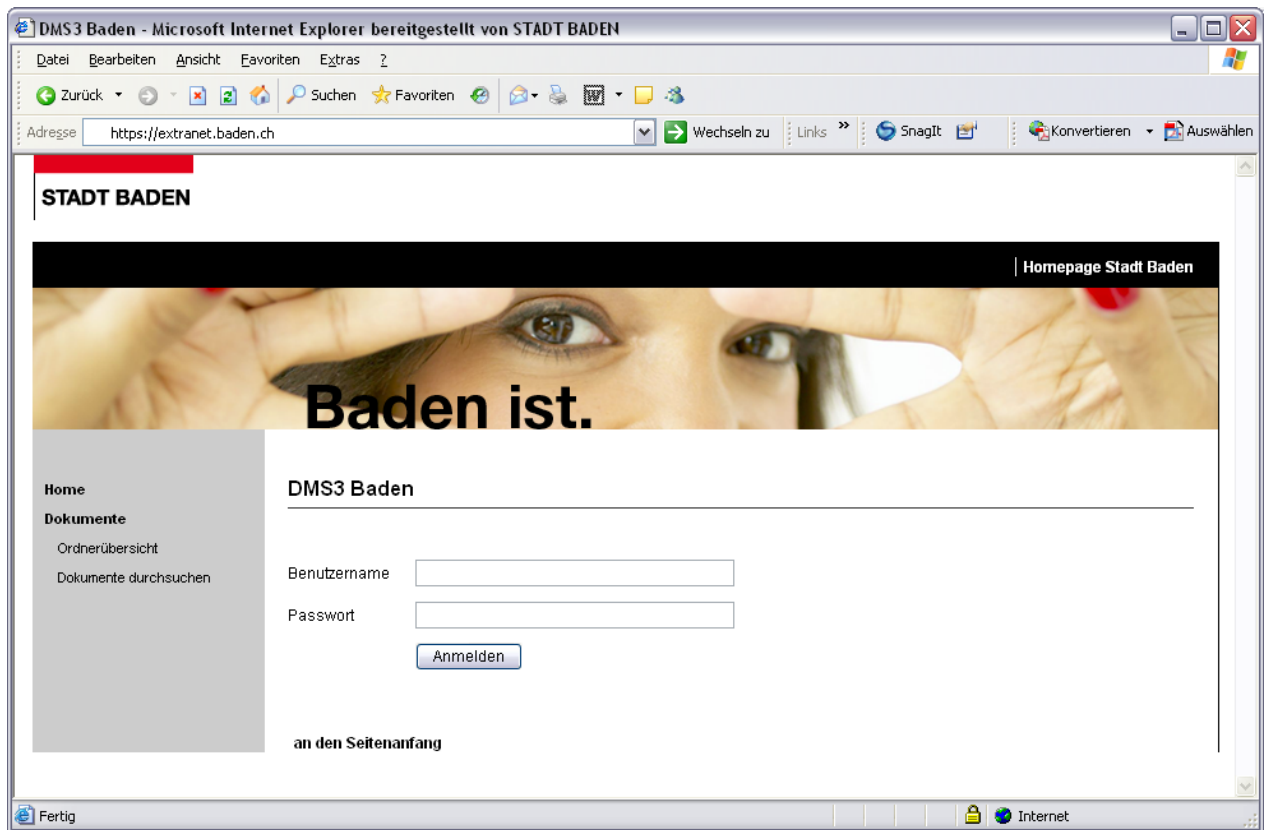 DMS3 Baden - Microsoft Internet Explorer bereitgestellt von STADT BADEN
Datei Bearbeiten Ansicht Favoriten Extras ?
Zurück Suchen Favoriten
Adresse https://extranet.baden.ch Wechseln zu Links » SnagIt Konvertieren Auswählen
STADT BADEN
Homepage Stadt Baden
Baden ist.
Home
Dokumente
Ordnerübersicht
Dokumente durchsuchen
DMS3 Baden
Benutzername
Passwort
Anmelden
an den Seitenanfang
Fertig Internet